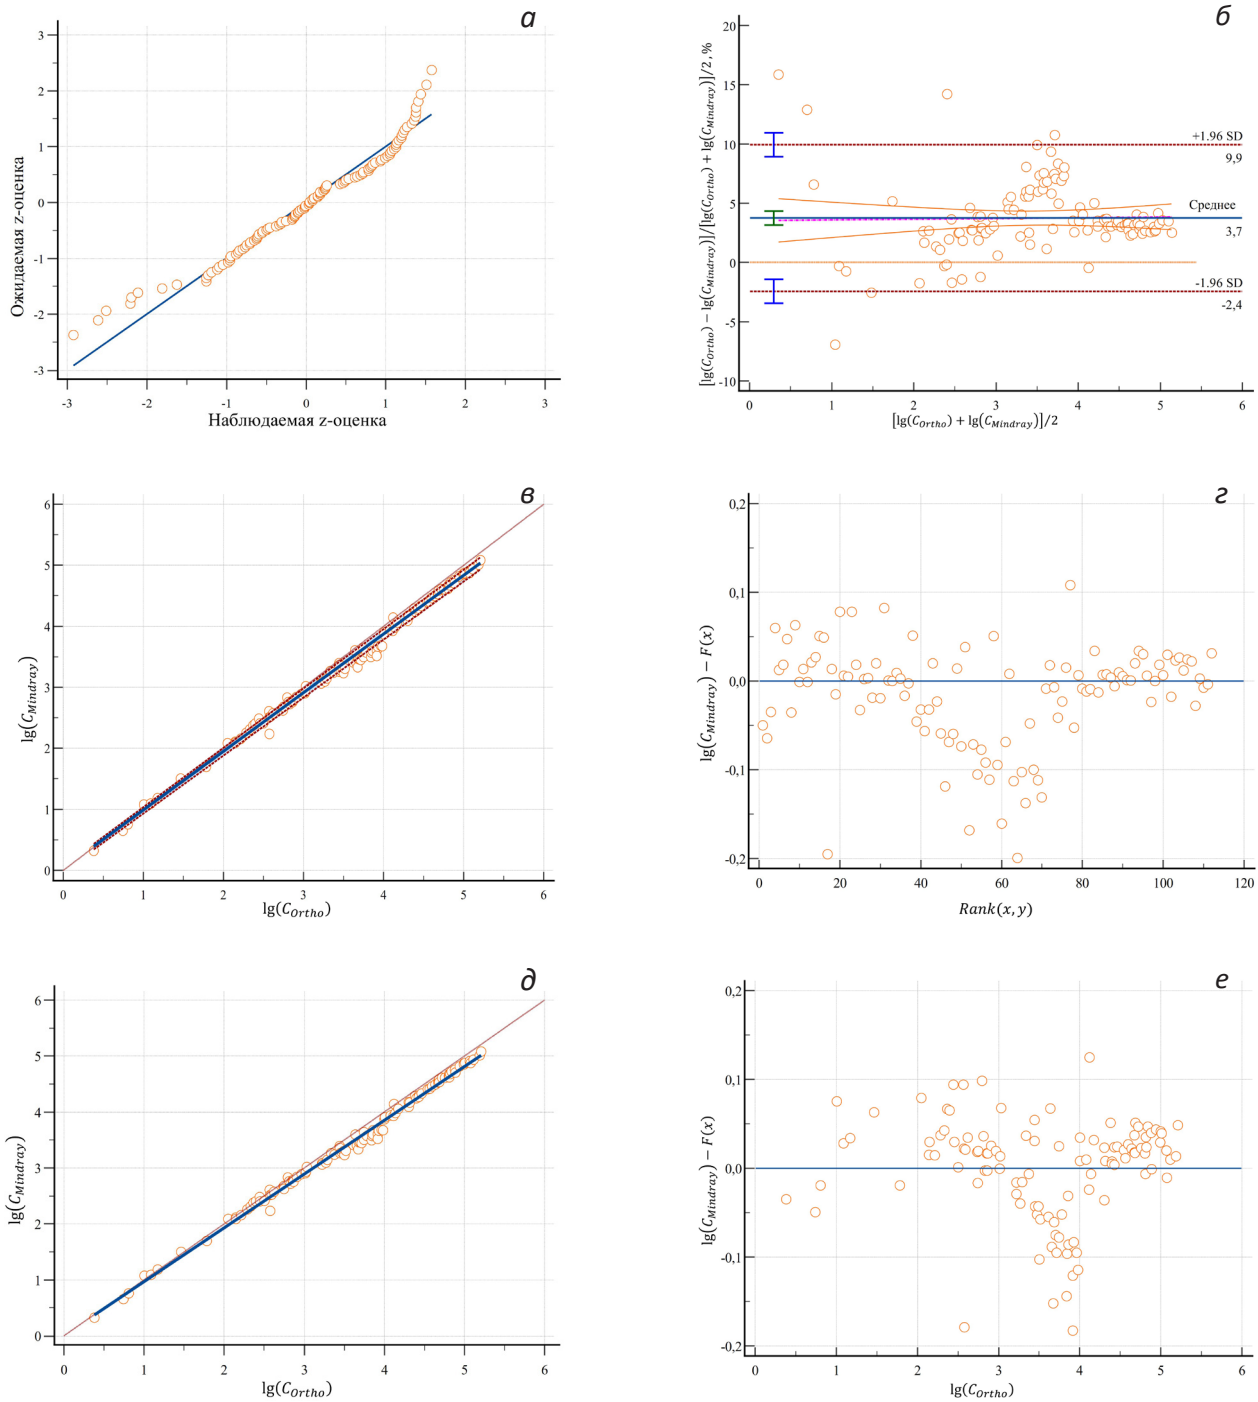 а
Ожидаемая z-оценка
3
2
1
0
-1
-2
-3
-3 -2 -1 0 1 2 3
Наблюдаемая z-оценка
б
[lg(C_Ortho) − lg(C_Mindray)]/[lg(C_Ortho) + lg(C_Mindray)]/2, %
20
15
10
5
0
-5
-10
+1.96 SD
9,9
Среднее
3,7
-1.96 SD
-2,4
0 1 2 3 4 5 6
[lg(C_Ortho) + lg(C_Mindray)]/2
в
lg(C_Mindray)
6
5
4
3
2
1
0
0 1 2 3 4 5 6
lg(C_Ortho)
г
lg(C_Mindray) − F(x)
0,2
0,1
0,0
-0,1
-0,2
0 20 40 60 80 100 120
Rank(x, y)
д
lg(C_Mindray)
6
5
4
3
2
1
0
0 1 2 3 4 5 6
lg(C_Ortho)
е
lg(C_Mindray) − F(x)
0,2
0,1
0,0
-0,1
-0,2
0 1 2 3 4 5 6
lg(C_Ortho)